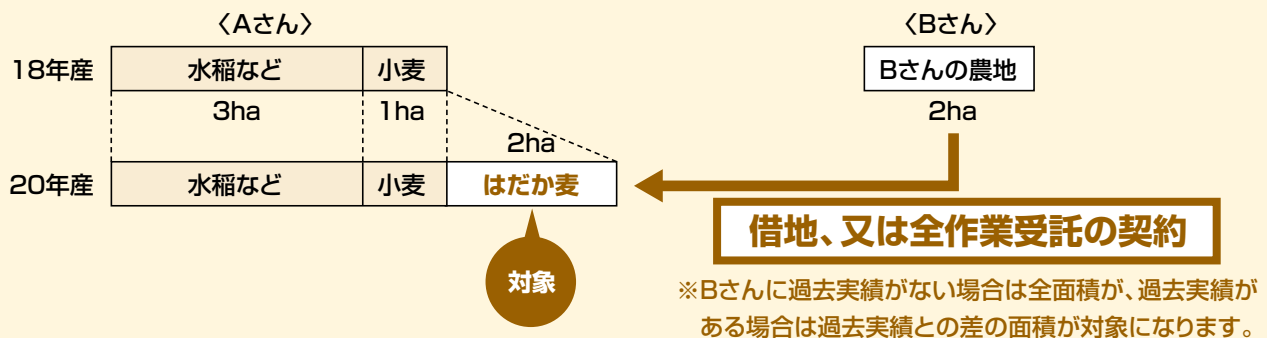 〈Aさん〉
〈Bさん〉
18年産
水稲など
小麦
Bさんの農地
3ha
1ha
2ha
2ha
20年産
水稲など
小麦
はだか麦
借地、又は全作業受託の契約
対象
※Bさんに過去実績がない場合は全面積が、過去実績が
ある場合は過去実績との差の面積が対象になります。